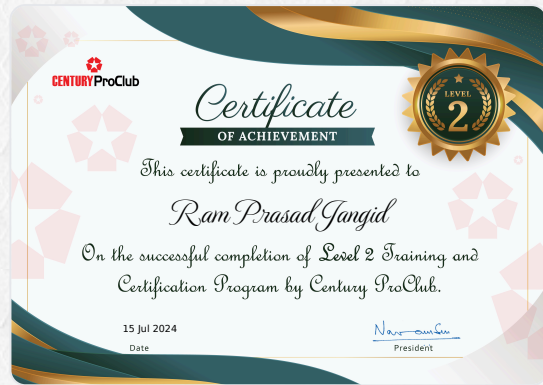 CENTURY ProClub
LEVEL
2
Certificate
OF ACHIEVEMENT
This certificate is proudly presented to
Ram Prasad Jangid
On the successful completion of Level 2 Training and
Certification Program by Century ProClub.
15 Jul 2024
Date
President